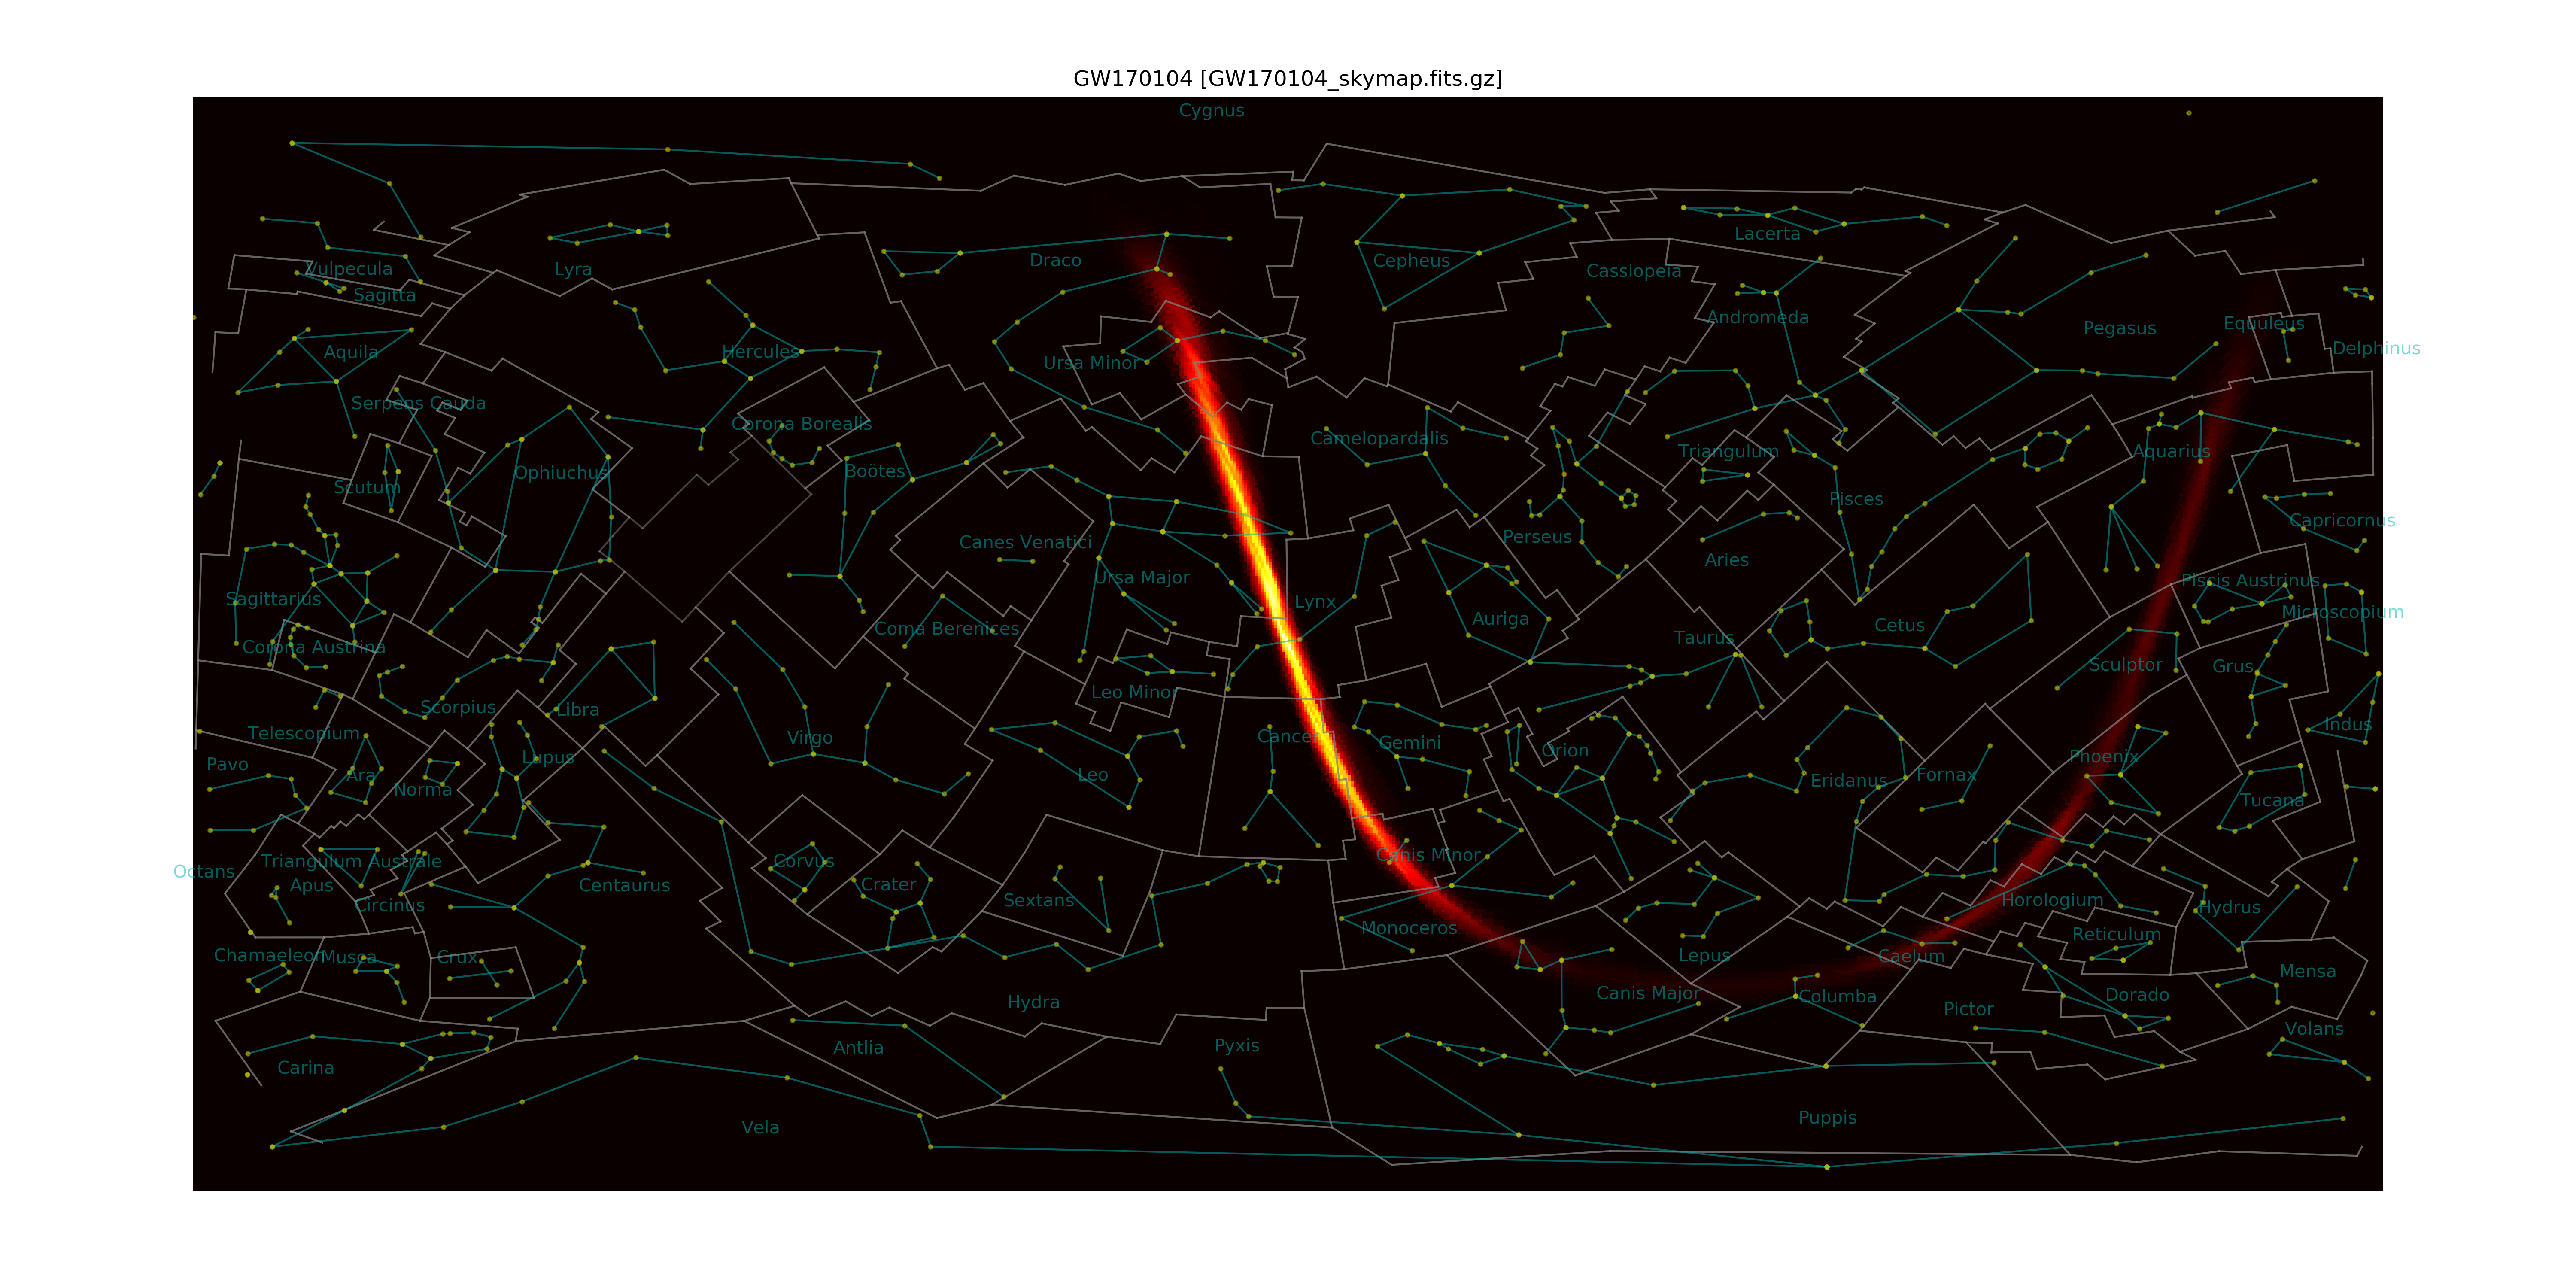 GW170104 [GW170104_skymap.fits.gz]
Cygnus
Lacerta
Draco
Cepheus
Vulpecula
Lyra
Cassiopeia
Sagitta
Andromeda
Equuleus
Pegasus
Delphinus
Aquila
Hercules
Ursa Minor
Serpens Cauda
Corona Borealis
Camelopardalis
Triangulum
Aquarius
Ophiuchus
Boötes
Scutum
Pisces
Capricornus
Perseus
Canes Venatici
Aries
Ursa Major
Piscis Austrinus
Sagittarius
Lynx
Microscopium
Auriga
Cetus
Coma Berenices
Taurus
Corona Austrina
Sculptor
Grus
Leo Minor
Scorpius
Libra
Indus
Telescopium
Cancer
Virgo
Gemini
Orion
Lupus
Phoenix
Pavo
Ara
Leo
Fornax
Eridanus
Norma
Tucana
Canis Minor
Triangulum Australe
Corvus
Octans
Apus
Centaurus
Crater
Sextans
Horologium
Circinus
Hydrus
Monoceros
Reticulum
Chamaeleon
Musca
Crux
Lepus
Caelum
Mensa
Canis Major
Columba
Dorado
Hydra
Pictor
Volans
Antlia
Pyxis
Carina
Puppis
Vela